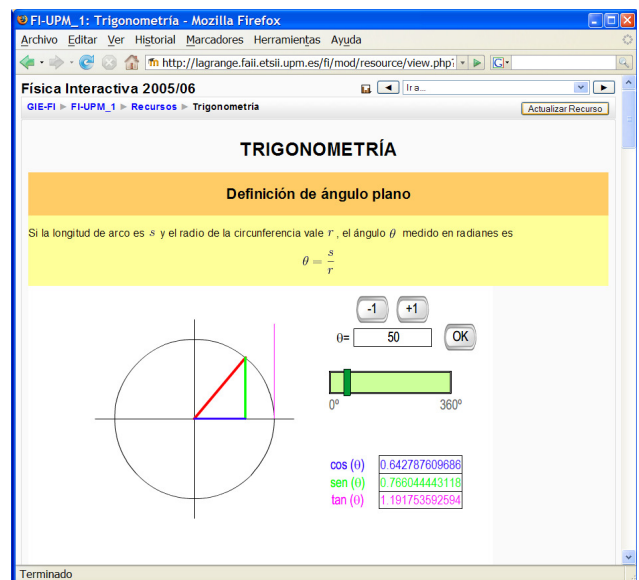 FI-UPM_1: Trigonometría - Mozilla Firefox
Archivo Editar Ver Historial Marcadores Herramientas Ayuda
http://lagrange.faii.etsii.upm.es/fi/mod/resource/view.php?
Física Interactiva 2005/06
Ir a...
GIE-FI ► FI-UPM_1 ► Recursos ► Trigonometría
Actualizar Recurso
TRIGONOMETRÍA
Definición de ángulo plano
Si la longitud de arco es s y el radio de la circunferencia vale r , el ángulo θ medido en radianes es
θ = s/r
-1 +1
θ= 50 OK
0º 360º
cos (θ) 0.642787609686
sen (θ) 0.766044443118
tan (θ) 1.191753592594
Terminado